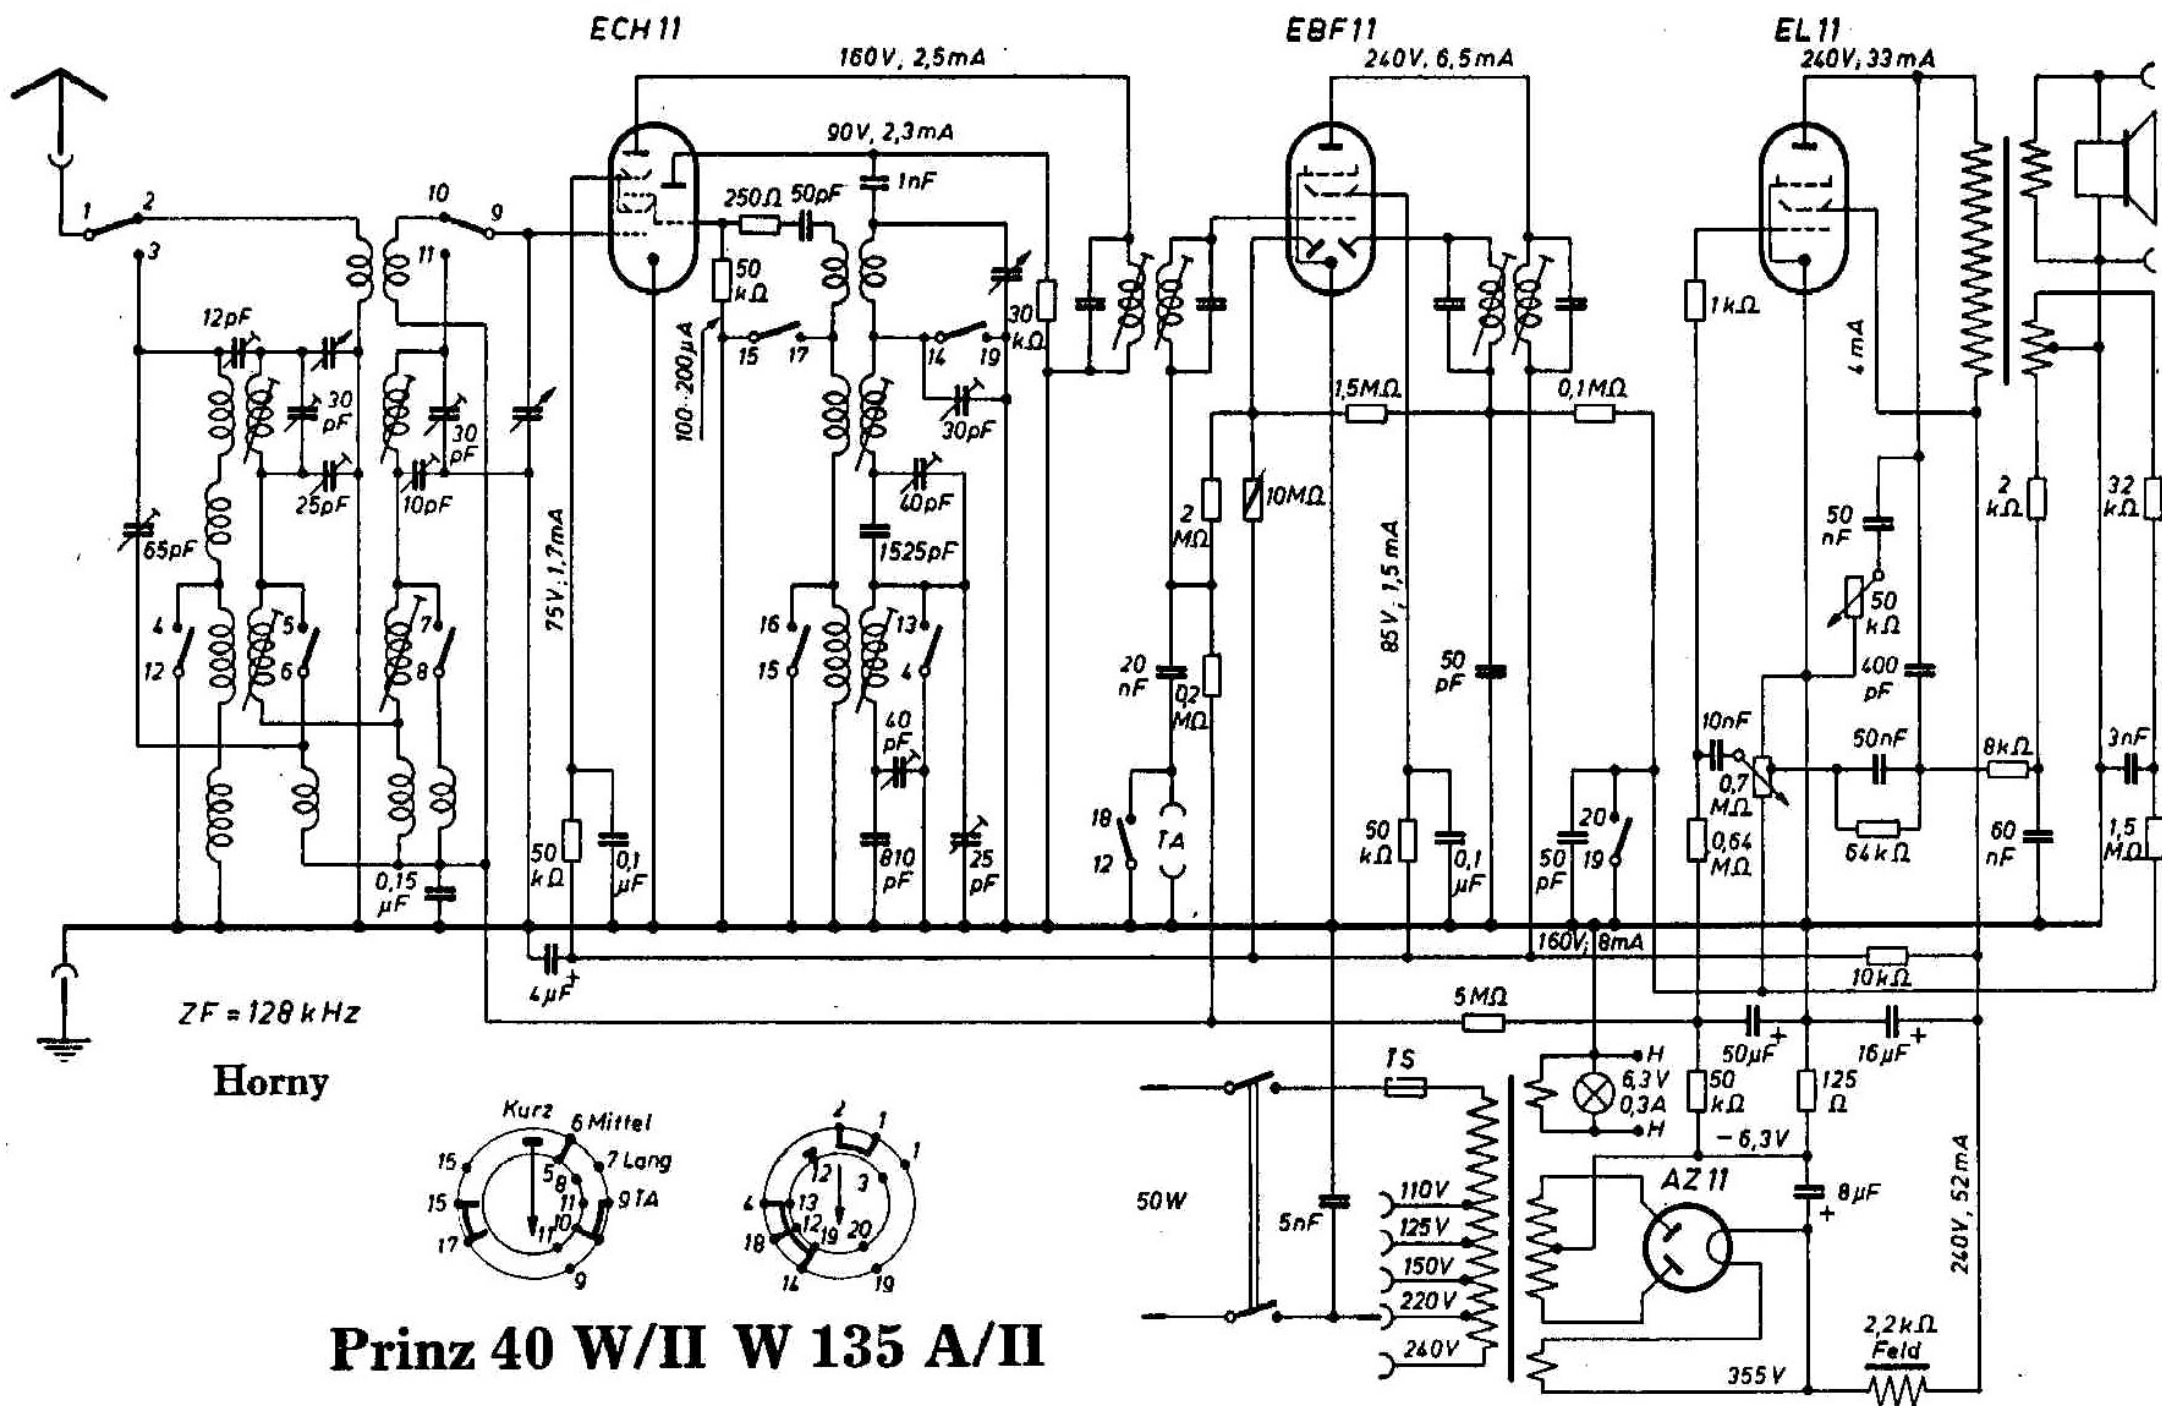 ECH 11
EBF11
EL11
160V, 2,5mA
240V, 6,5mA
240V; 33mA
90V, 2,3mA
1nF
250Ω
50pF
1
2
3
10
9
11
50
kΩ
30
kΩ
1kΩ
12pF
30
pF
30
pF
25pF
10pF
100..200µA
15
17
14
19
30pF
4 mA
1,5MΩ
0,1MΩ
40pF
1525pF
2
MΩ
10MΩ
50
nF
2
kΩ
32
kΩ
65pF
75V; 1,7mA
85V; 1,5mA
50
kΩ
4
12
5
6
7
8
16
15
13
4
20
nF
0,2
MΩ
50
pF
400
pF
40
pF
10nF
50nF
8kΩ
3nF
0,7
MΩ
18
12
TA
50
kΩ
0,1
µF
810
pF
25
pF
50
kΩ
0,1
µF
50
pF
20
19
0,64
MΩ
64kΩ
60
nF
1,5
MΩ
0,15
µF
160V; 8mA
4µF
+
10kΩ
ZF = 128 kHz
5MΩ
50µF
+
16µF
+
Horny
TS
H
6,3V
0,3A
H
50
kΩ
125
Ω
-6,3V
Kurz
6 Mittel
7 Lang
9 TA
15
15
17
5
8
11
10
11
9
2
1
1
12
3
4
13
12
18
19
20
14
19
50W
5nF
110V
125V
150V
220V
240V
AZ 11
8µF
+
240V, 52mA
2,2kΩ
Feld
355V
Prinz 40 W/II W 135 A/II